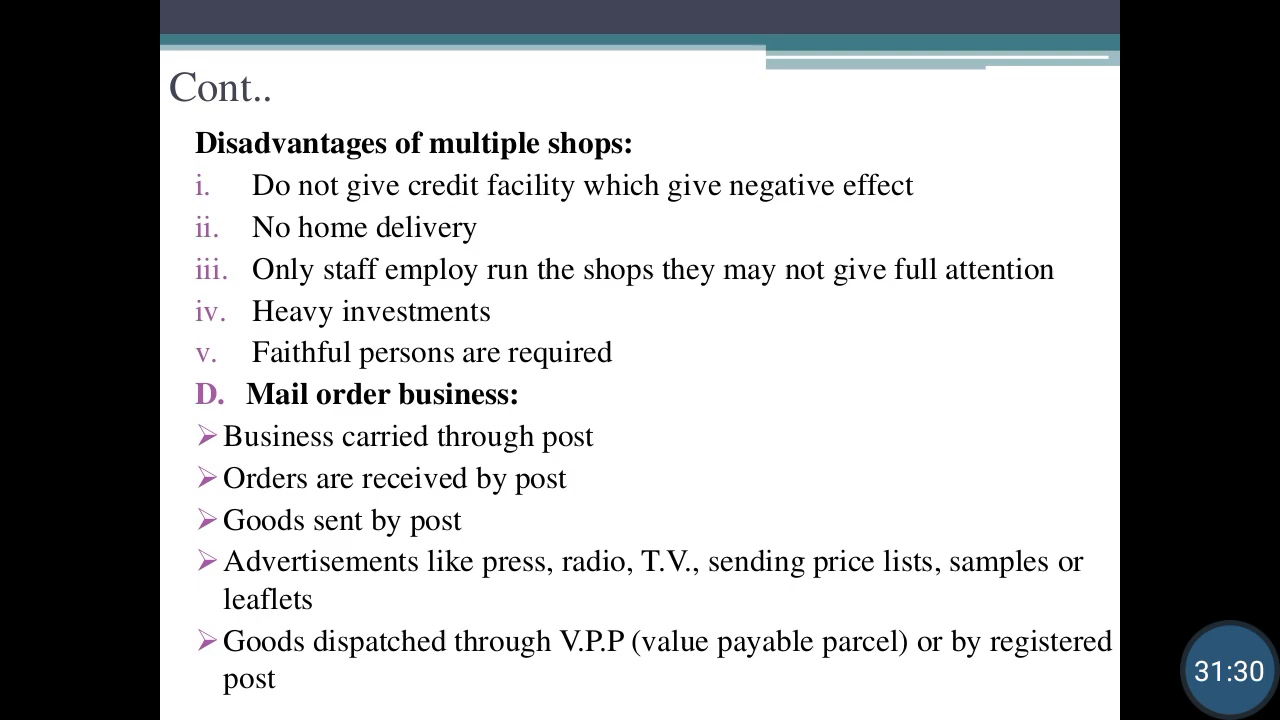 Cont..
Disadvantages of multiple shops:
i. Do not give credit facility which give negative effect
ii. No home delivery
iii. Only staff employ run the shops they may not give full attention
iv. Heavy investments
v. Faithful persons are required
D. Mail order business:
➢Business carried through post
➢Orders are received by post
➢Goods sent by post
➢Advertisements like press, radio, T.V., sending price lists, samples or
leaflets
➢Goods dispatched through V.P.P (value payable parcel) or by registered
post
31:30